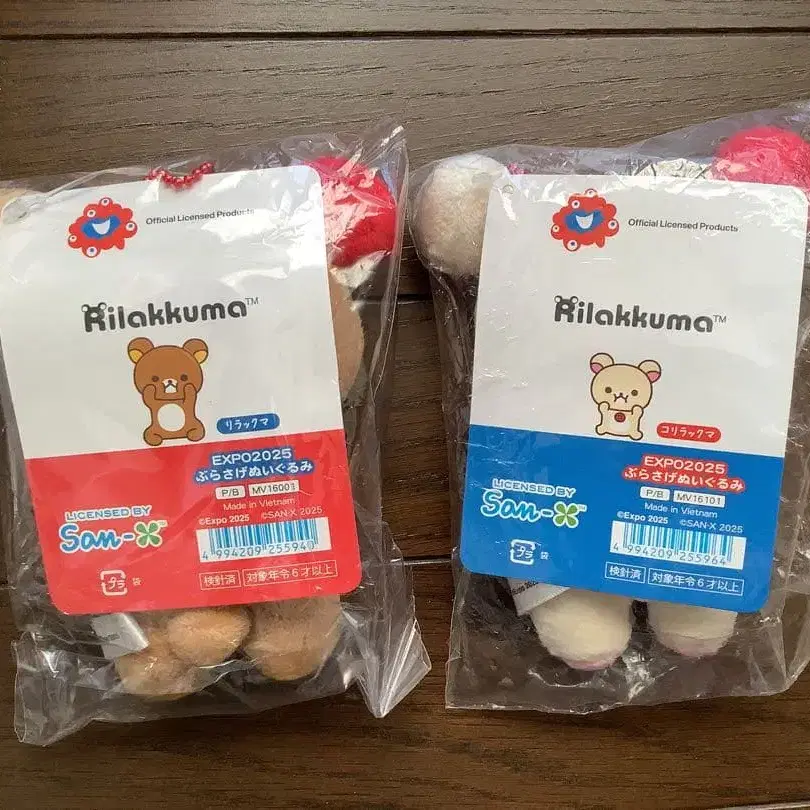 Official Licensed Products
Rilakkuma™
リラックマ
EXPO2025
ぶらさげぬいぐるみ
P/B MV16001
Made in Vietnam
©Expo 2025 ©SAN-X 2025
LICENSED BY
San-X™
4 994209 255940
プラ 袋
検針済 対象年令6才以上
Official Licensed Products
Rilakkuma™
コリラックマ
EXPO2025
ぶらさげぬいぐるみ
P/B MV16101
Made in Vietnam
©Expo 2025 ©SAN-X 2025
LICENSED BY
San-X™
4 994209 255964
プラ 袋
検針済 対象年令6才以上